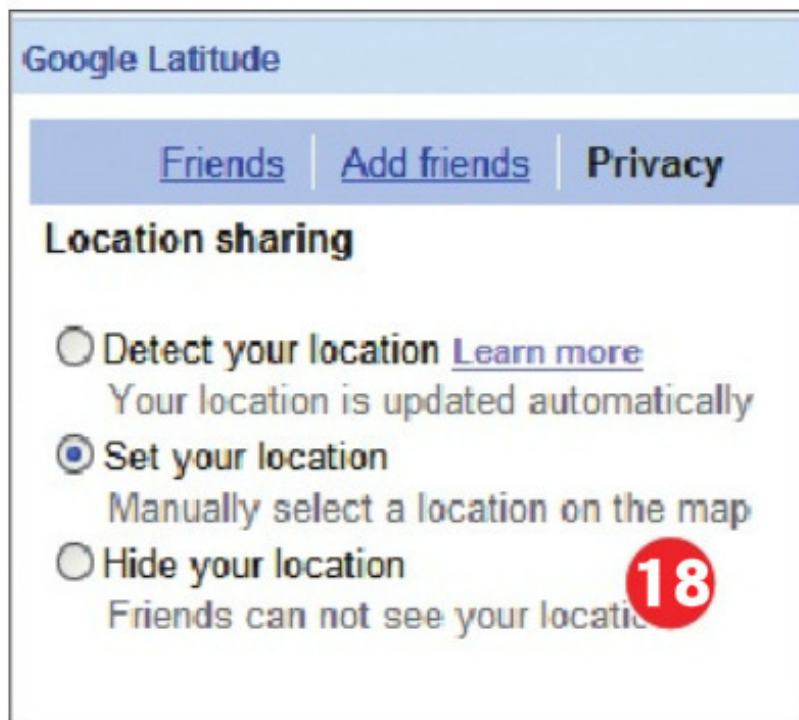 Google Latitude
Friends Add friends Privacy
Location sharing
Detect your location Learn more
Your location is updated automatically
Set your location
Manually select a location on the map
Hide your location
18
Friends can not see your